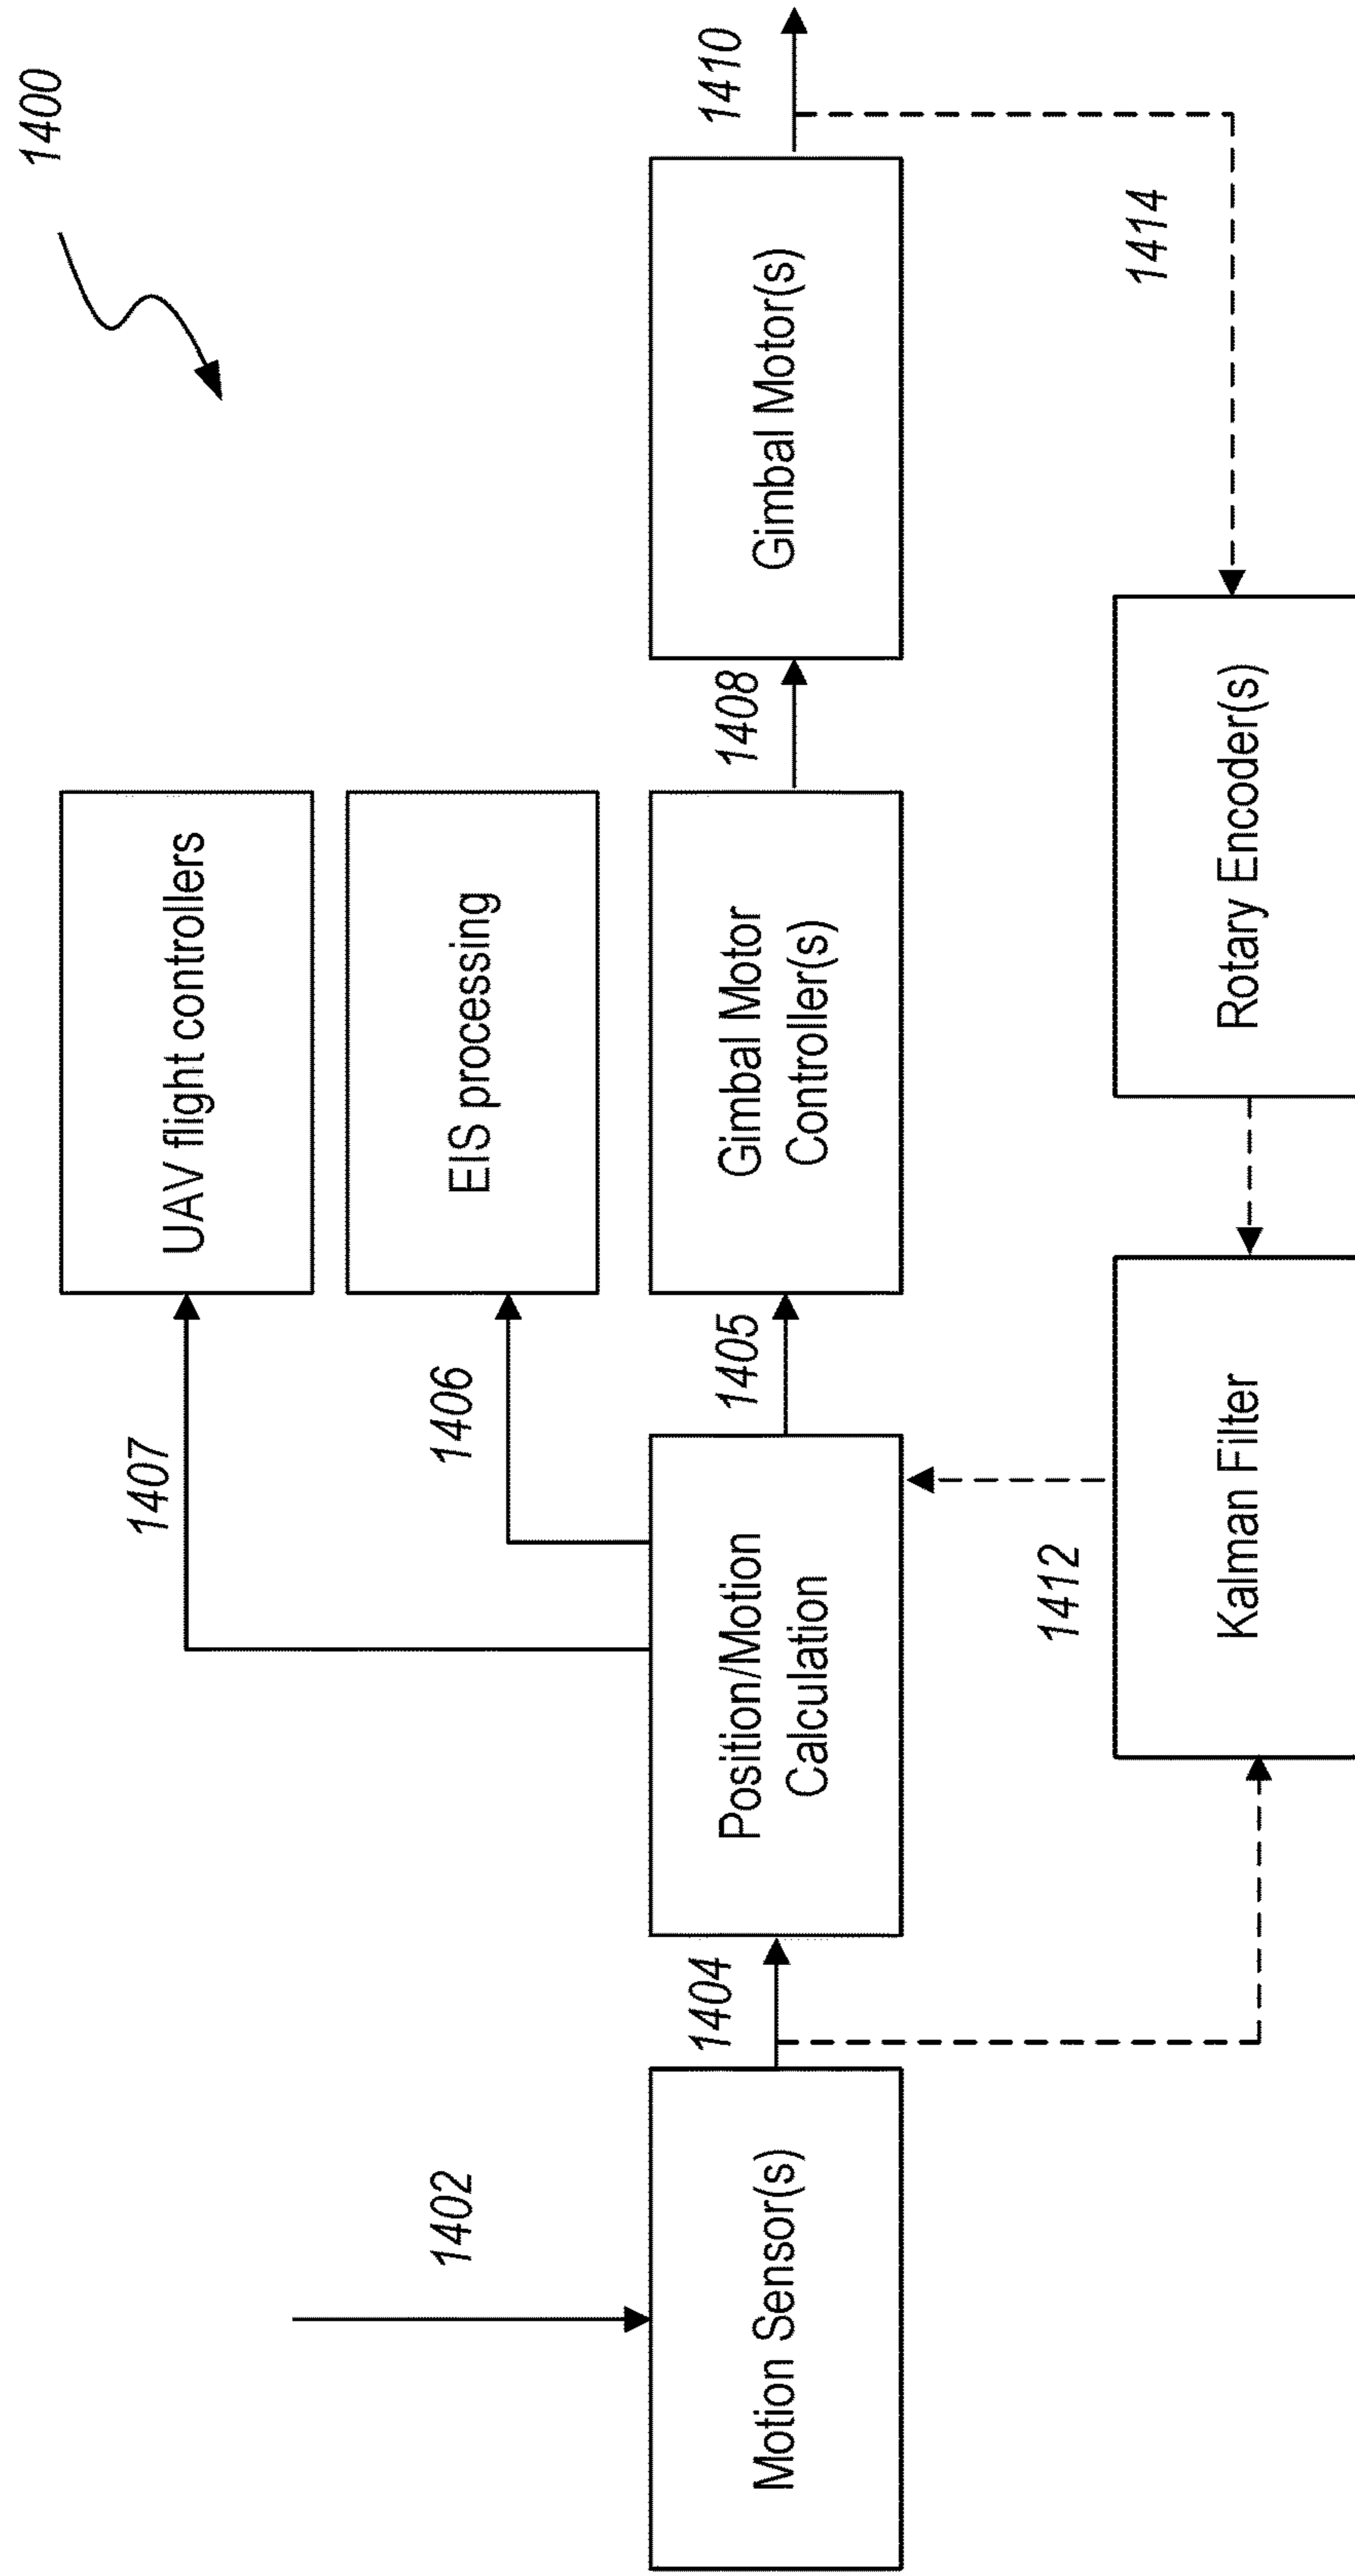 1400
UAV flight controllers
1407
EIS processing
1406
1402
Motion Sensor(s)
1404
Position/Motion
Calculation
1405
Gimbal Motor
Controller(s)
1408
Gimbal Motor(s)
1410
1412
1414
Kalman Filter
Rotary Encoder(s)